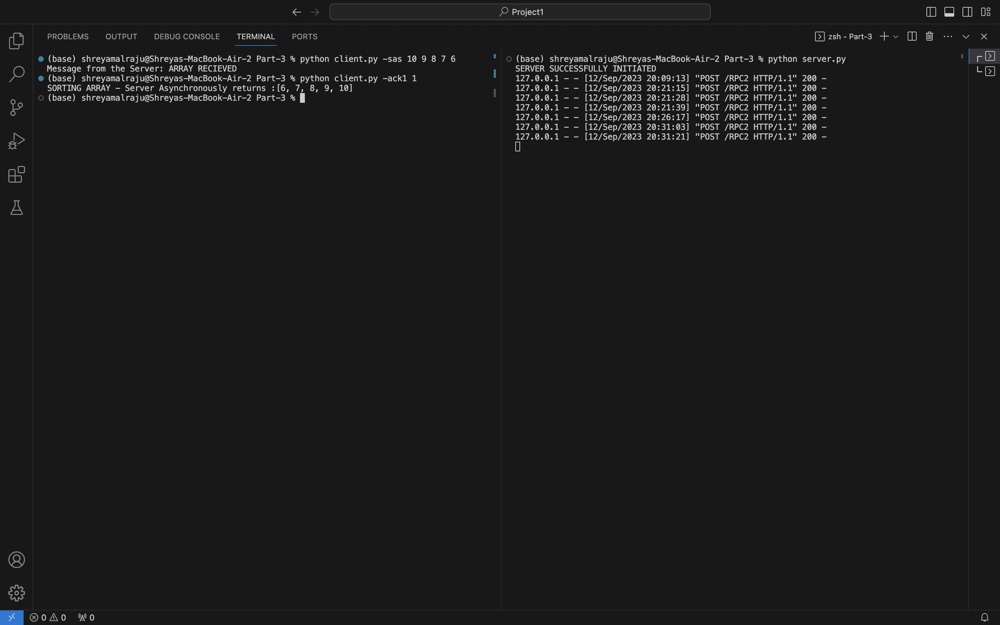 Project1
PROBLEMS OUTPUT DEBUG CONSOLE TERMINAL PORTS
zsh - Part-3
(base) shreyamalraju@Shreyas-MacBook-Air-2 Part-3 % python client.py -sas 10 9 8 7 6
Message from the Server: ARRAY RECIEVED
(base) shreyamalraju@Shreyas-MacBook-Air-2 Part-3 % python client.py -ack1 1
SORTING ARRAY - Server Asynchronously returns :[6, 7, 8, 9, 10]
(base) shreyamalraju@Shreyas-MacBook-Air-2 Part-3 %
(base) shreyamalraju@Shreyas-MacBook-Air-2 Part-3 % python server.py
SERVER SUCCESSFULLY INITIATED
127.0.0.1 - - [12/Sep/2023 20:09:13] "POST /RPC2 HTTP/1.1" 200 -
127.0.0.1 - - [12/Sep/2023 20:21:15] "POST /RPC2 HTTP/1.1" 200 -
127.0.0.1 - - [12/Sep/2023 20:21:28] "POST /RPC2 HTTP/1.1" 200 -
127.0.0.1 - - [12/Sep/2023 20:21:39] "POST /RPC2 HTTP/1.1" 200 -
127.0.0.1 - - [12/Sep/2023 20:26:17] "POST /RPC2 HTTP/1.1" 200 -
127.0.0.1 - - [12/Sep/2023 20:31:03] "POST /RPC2 HTTP/1.1" 200 -
127.0.0.1 - - [12/Sep/2023 20:31:21] "POST /RPC2 HTTP/1.1" 200 -
0 0 0